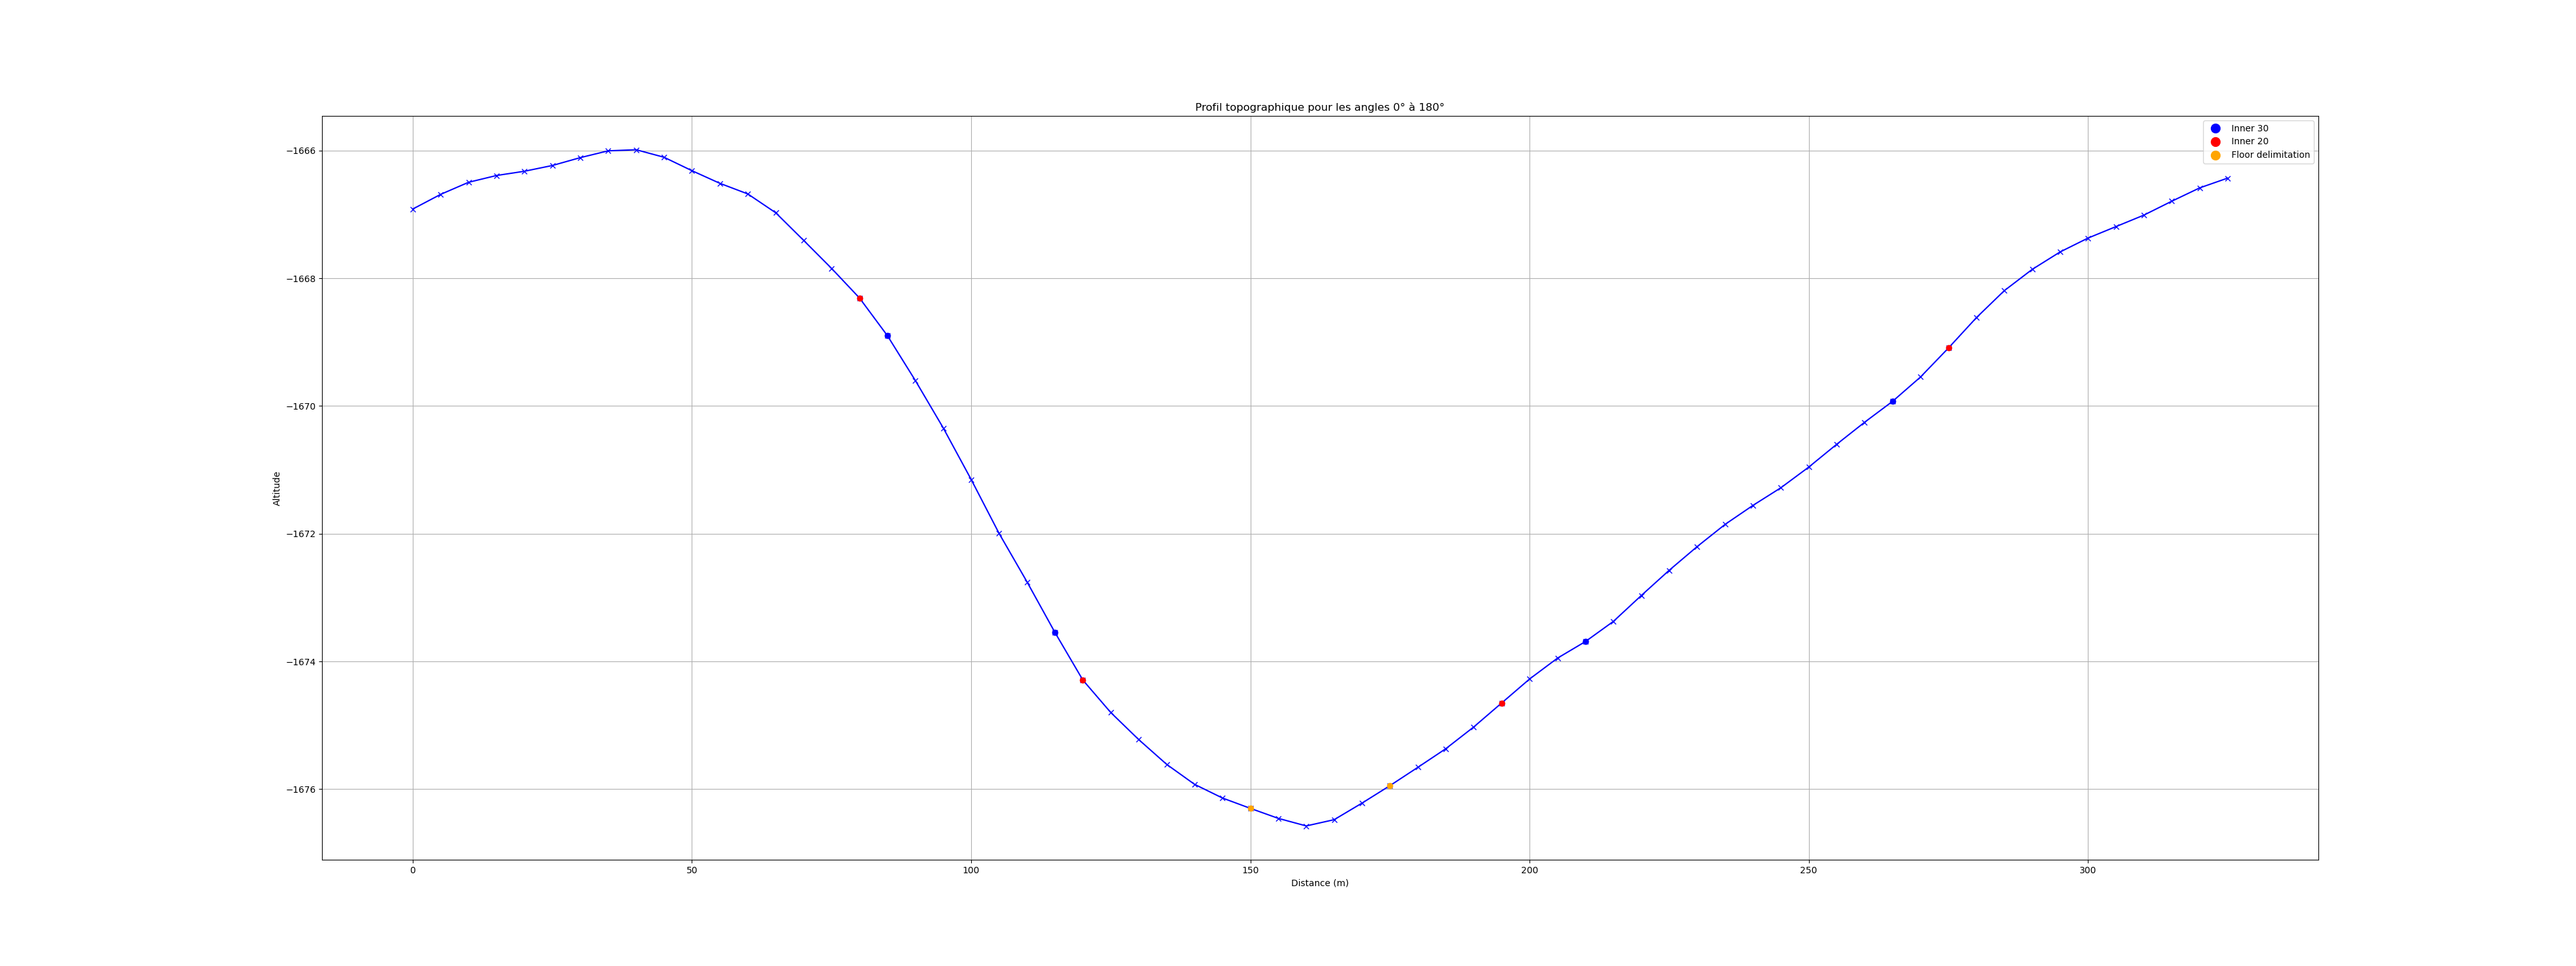 Profil topographique pour les angles 0° à 180°
Inner 30
Inner 20
Floor delimitation
−1666
−1668
−1670
−1672
−1674
−1676
Altitude
0 50 100 150 200 250 300
Distance (m)